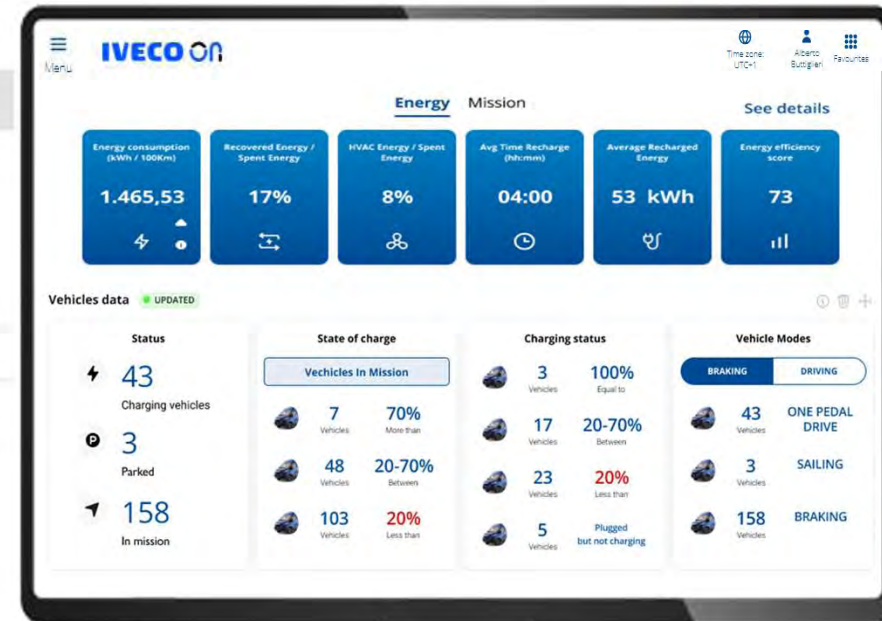 Menu
IVECO ON
Time zone:
UTC+1
Alberto
Buttiglieri
Favourites
Energy
Mission
See details
Energy consumption
(kWh / 100Km)
1.465,53
Recovered Energy /
Spent Energy
17%
HVAC Energy / Spent
Energy
8%
Avg Time Recharge
(hh:mm)
04:00
Average Recharged
Energy
53 kWh
Energy efficiency
score
73
Vehicles data
UPDATED
Status
43
Charging vehicles
P
3
Parked
158
In mission
State of charge
Vechicles In Mission
7
Vehicles
70%
More than
48
Vehicles
20-70%
Between
103
Vehicles
20%
Less than
Charging status
3
Vehicles
100%
Equal to
17
Vehicles
20-70%
Between
23
Vehicles
20%
Less than
5
Vehicles
Plugged
but not charging
Vehicle Modes
BRAKING
DRIVING
43
Vehicles
ONE PEDAL
DRIVE
3
Vehicles
SAILING
158
Vehicles
BRAKING